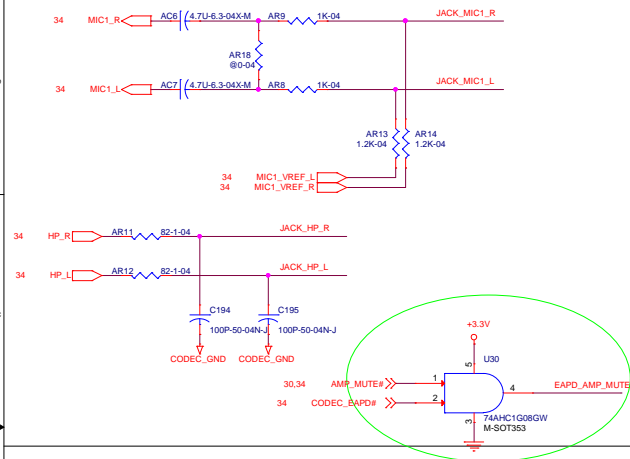 34 MIC1_R AC6 4.7U-6.3-04X-M AR9 1K-04 JACK_MIC1_R
AR18
@0-04
34 MIC1_L AC7 4.7U-6.3-04X-M AR8 1K-04 JACK_MIC1_L
AR13 AR14
1.2K-04 1.2K-04
34 MIC1_VREF_L
34 MIC1_VREF_R
34 HP_R AR11 82-1-04 JACK_HP_R
34 HP_L AR12 82-1-04 JACK_HP_L
C194 C195
100P-50-04N-J 100P-50-04N-J
CODEC_GND CODEC_GND
+3.3V
5 U30
30,34 AMP_MUTE# 1
4 EAPD_AMP_MUTE
34 CODEC_EAPD# 2
3 74AHC1G08GW
M-SOT353